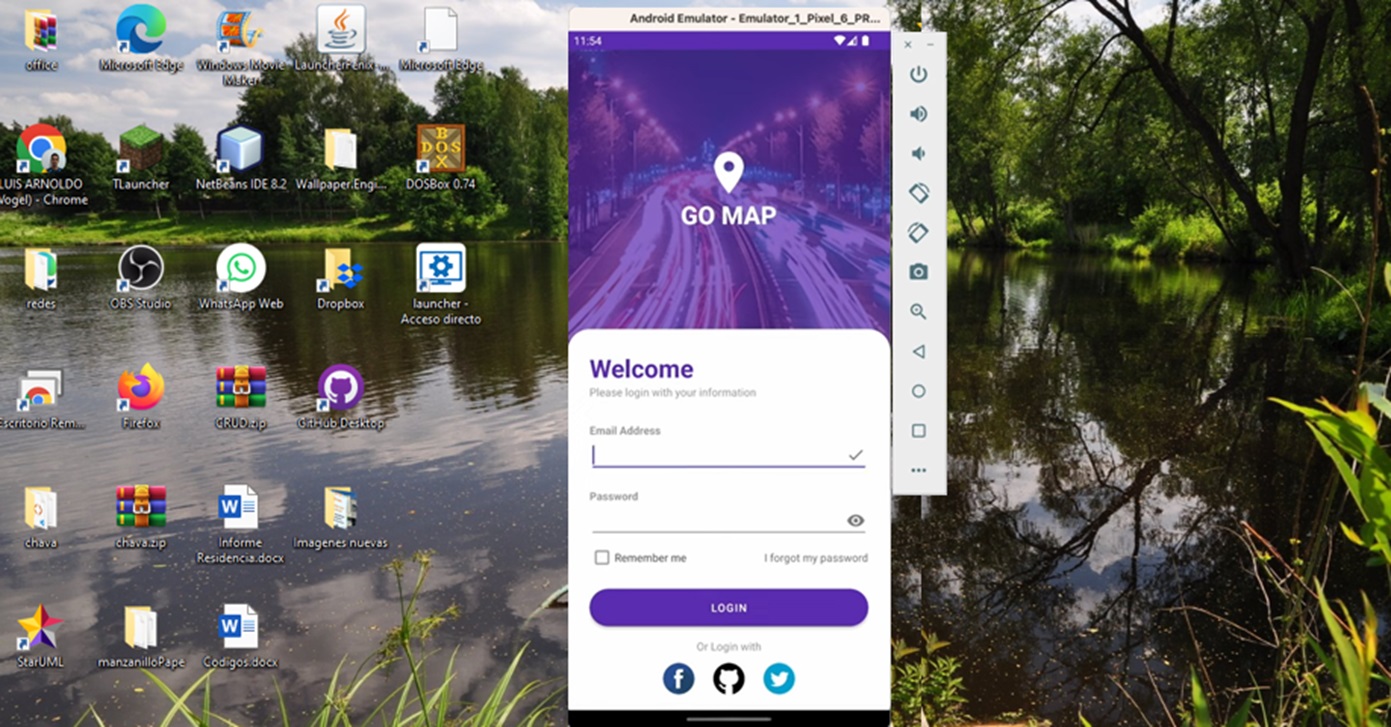 office
Microsoft Edge
Windows Movie
Maker
LauncherFenix-...
Microsoft Edge
LUIS ARNOLDO
Vogel) - Chrome
TLauncher
NetBeans IDE 8.2
Wallpaper.Engi...
DOSBox 0.74
redes
OBS Studio
WhatsApp Web
Dropbox
launcher -
Acceso directo
Escritorio Rem...
Firefox
CRUD.zip
GitHub Desktop
chava
chava.zip
Informe
Residencia.docx
Imagenes nuevas
StarUML
manzanilloPape
Codigos.docx
Android Emulator - Emulator_1_Pixel_6_PR...
11:54
GO MAP
Welcome
Please login with your information
Email Address
Password
Remember me
I forgot my password
LOGIN
Or Login with